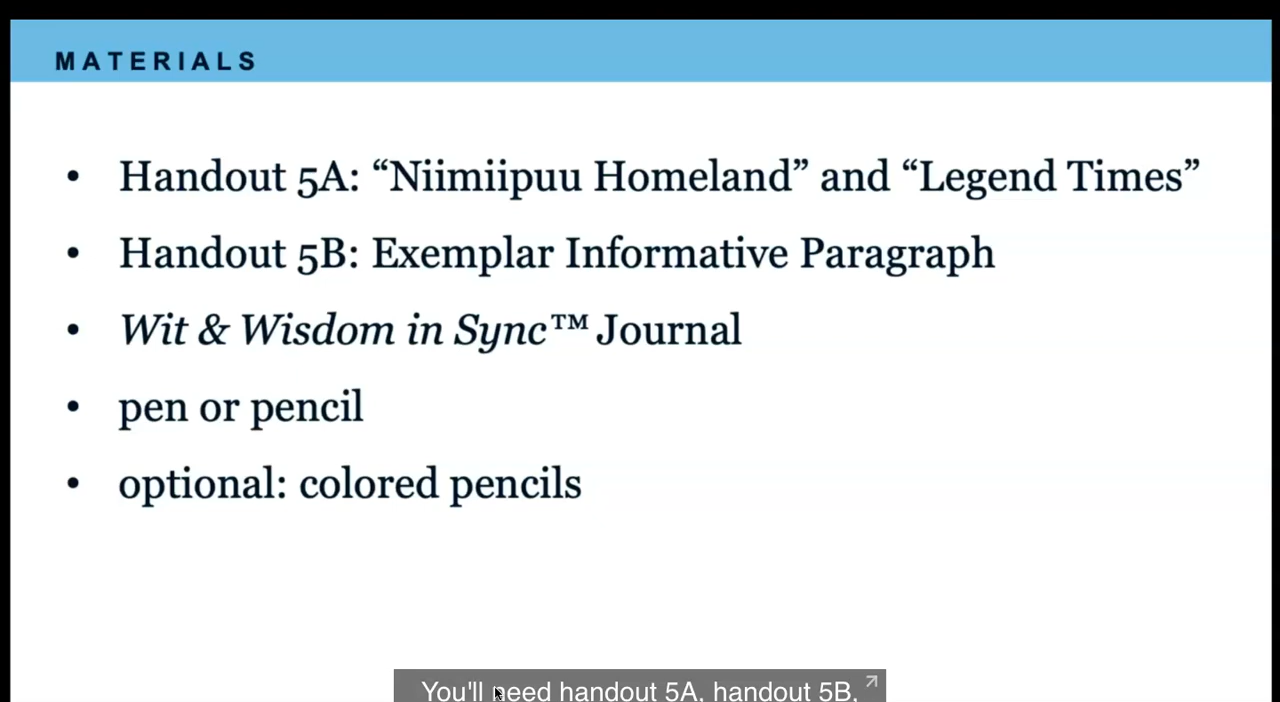 MATERIALS
• Handout 5A: “Niimiipuu Homeland” and “Legend Times”
• Handout 5B: Exemplar Informative Paragraph
• Wit & Wisdom in Sync™ Journal
• pen or pencil
• optional: colored pencils
You'll need handout 5A, handout 5B,